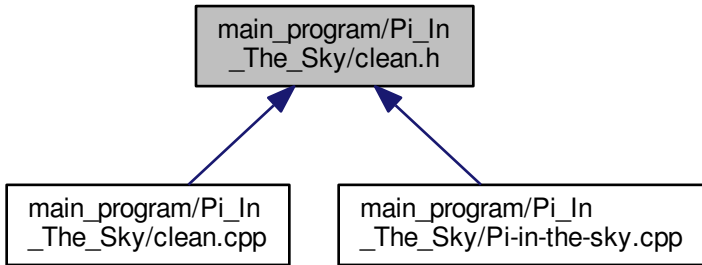 main_program/Pi_In
_The_Sky/clean.h
main_program/Pi_In
_The_Sky/clean.cpp
main_program/Pi_In
_The_Sky/Pi-in-the-sky.cpp